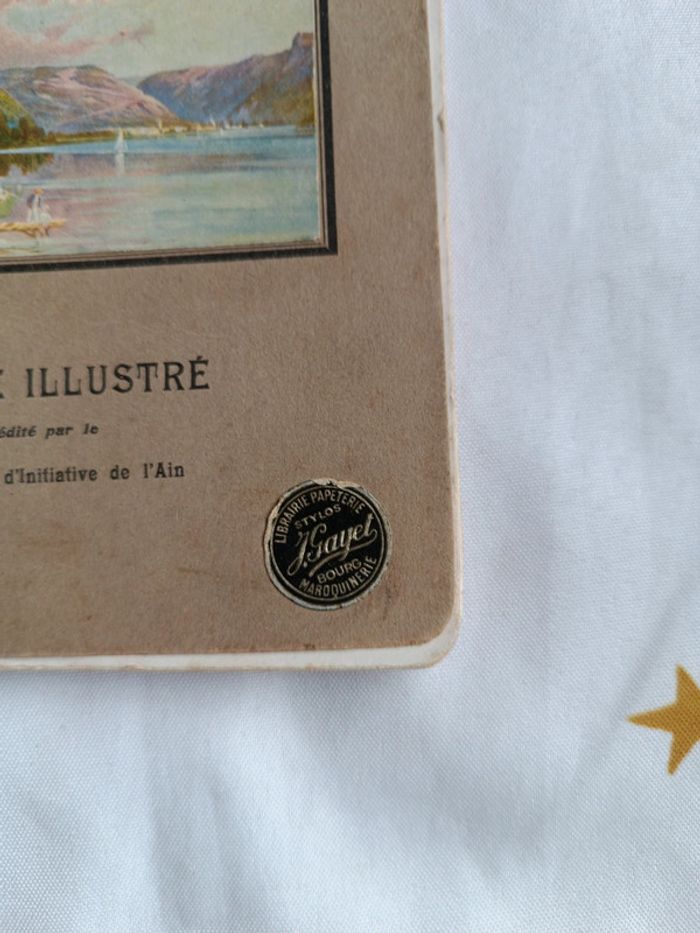 ILLUSTRÉ
édité par le
d'Initiative de l'Ain
LIBRAIRIE PAPETERIE
STYLOS
J. Gayet
BOURG
MAROQUINERIE